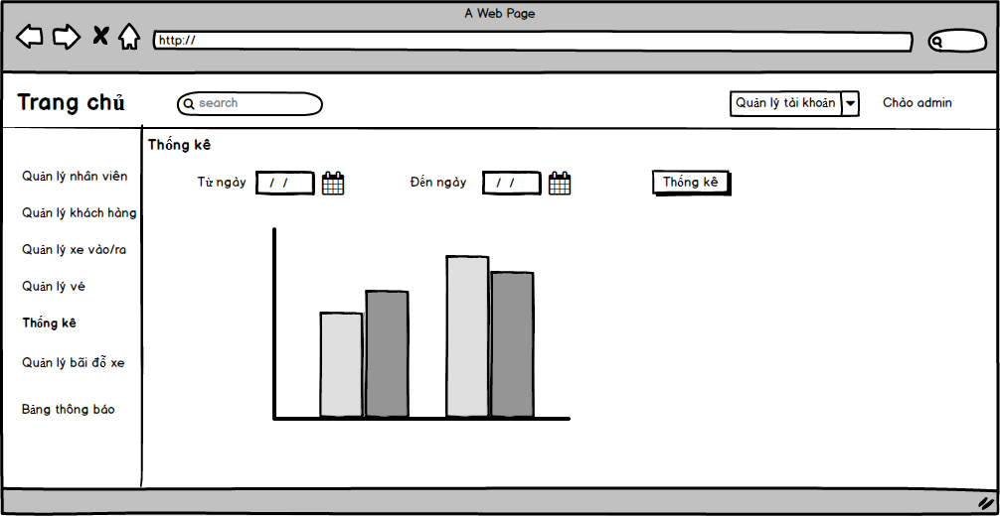 A Web Page
http://
Trang chủ
search
Quản lý tài khoản
Chào admin
Thống kê
Từ ngày
/ /
Đến ngày
/ /
Thống kê
Quản lý nhân viên
Quản lý khách hàng
Quản lý xe vào/ra
Quản lý vé
Thống kê
Quản lý bãi đỗ xe
Bảng thông báo